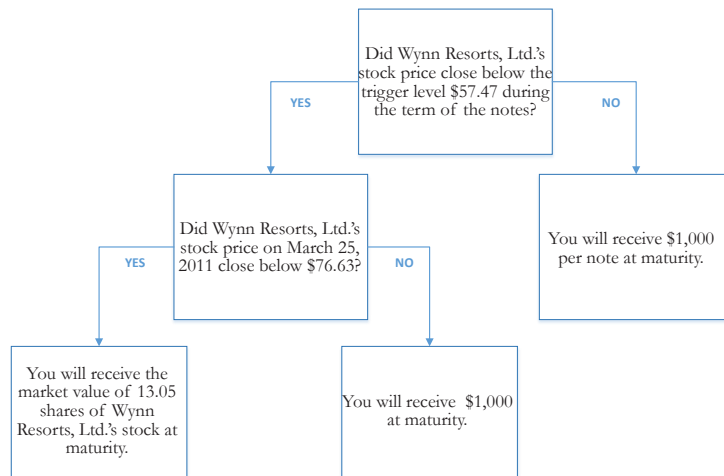 Did Wynn Resorts, Ltd.'s
stock price close below the
trigger level $57.47 during
the term of the notes?
YES
NO
Did Wynn Resorts, Ltd.'s
stock price on March 25,
2011 close below $76.63?
You will receive $1,000
per note at maturity.
YES
NO
You will receive the
market value of 13.05
shares of Wynn
Resorts, Ltd.'s stock at
maturity.
You will receive $1,000
at maturity.